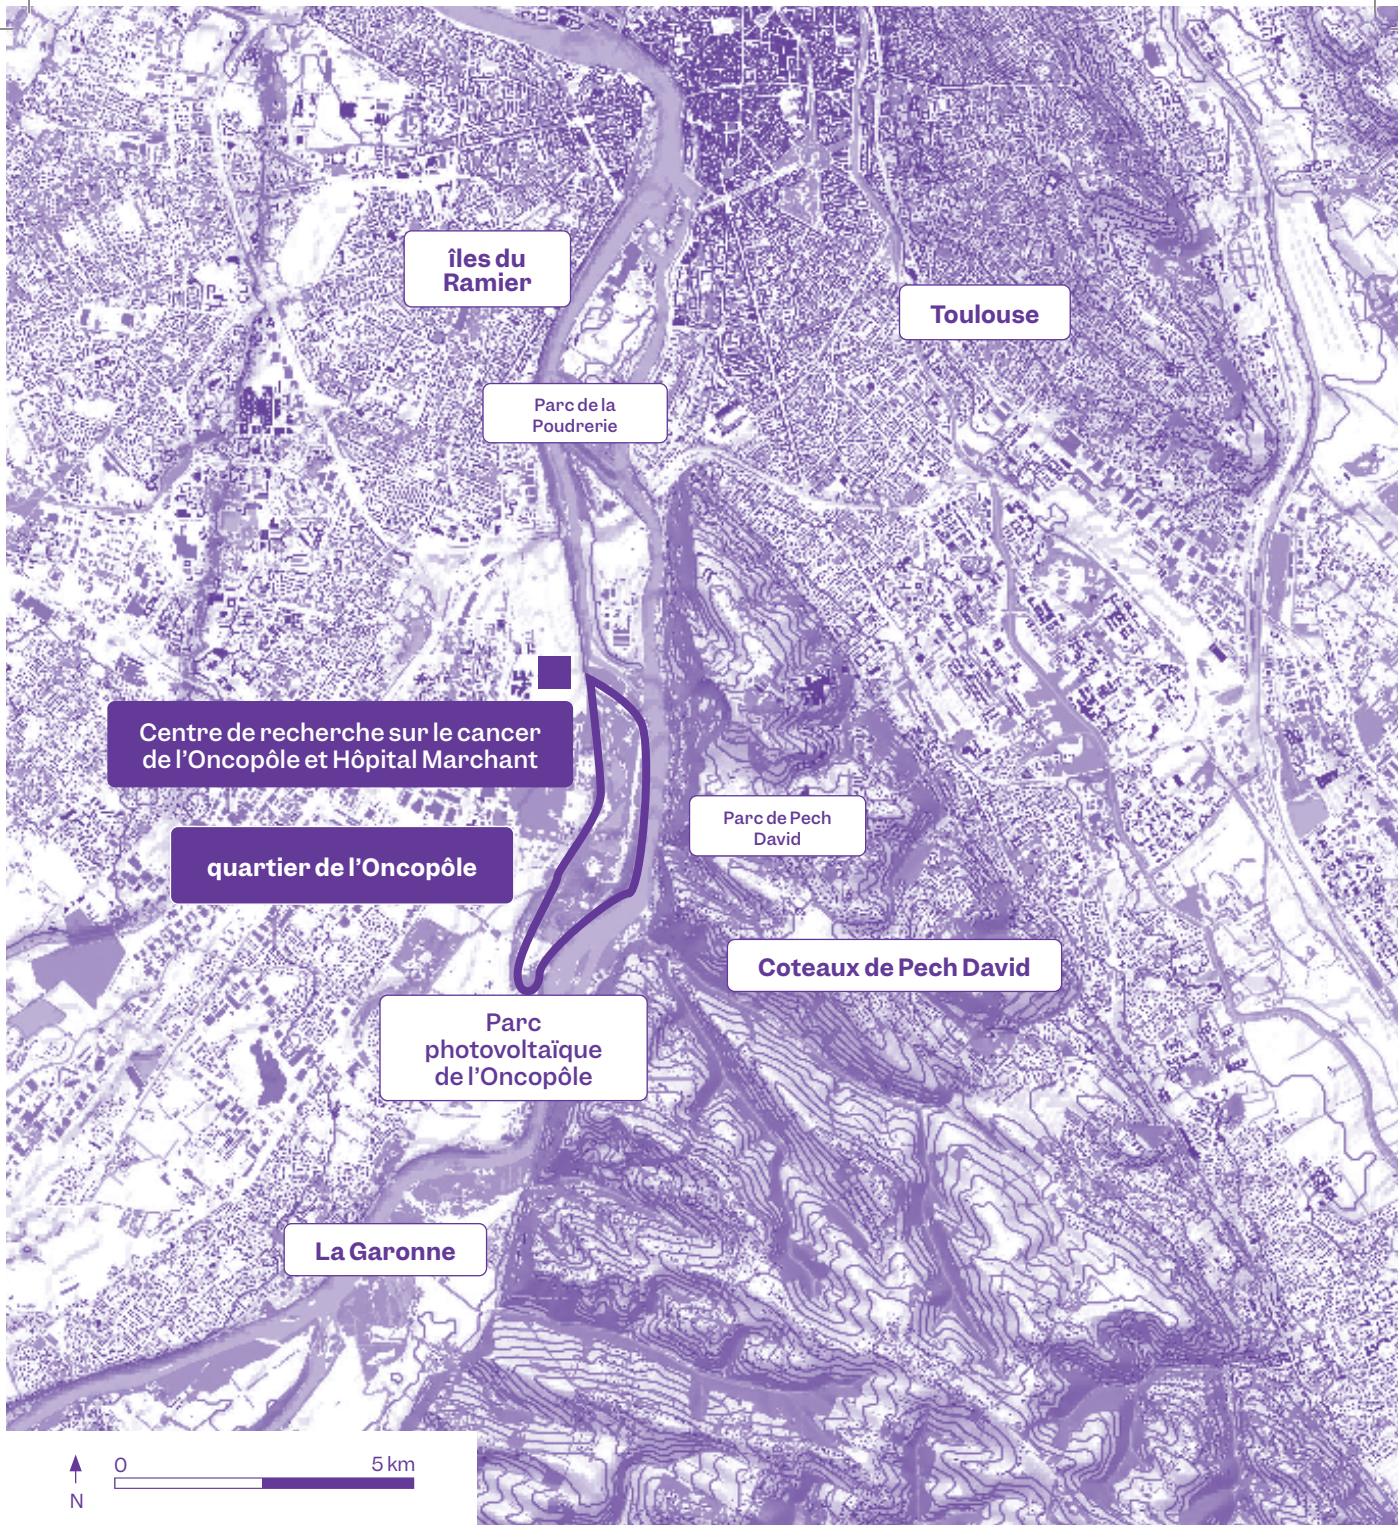 îles du
Ramier
Toulouse
Parc de la
Poudrerie
Centre de recherche sur le cancer
de l’Oncopôle et Hôpital Marchant
Parc de Pech
David
quartier de l’Oncopôle
Coteaux de Pech David
Parc
photovoltaïque
de l’Oncopôle
La Garonne
0
5 km
N